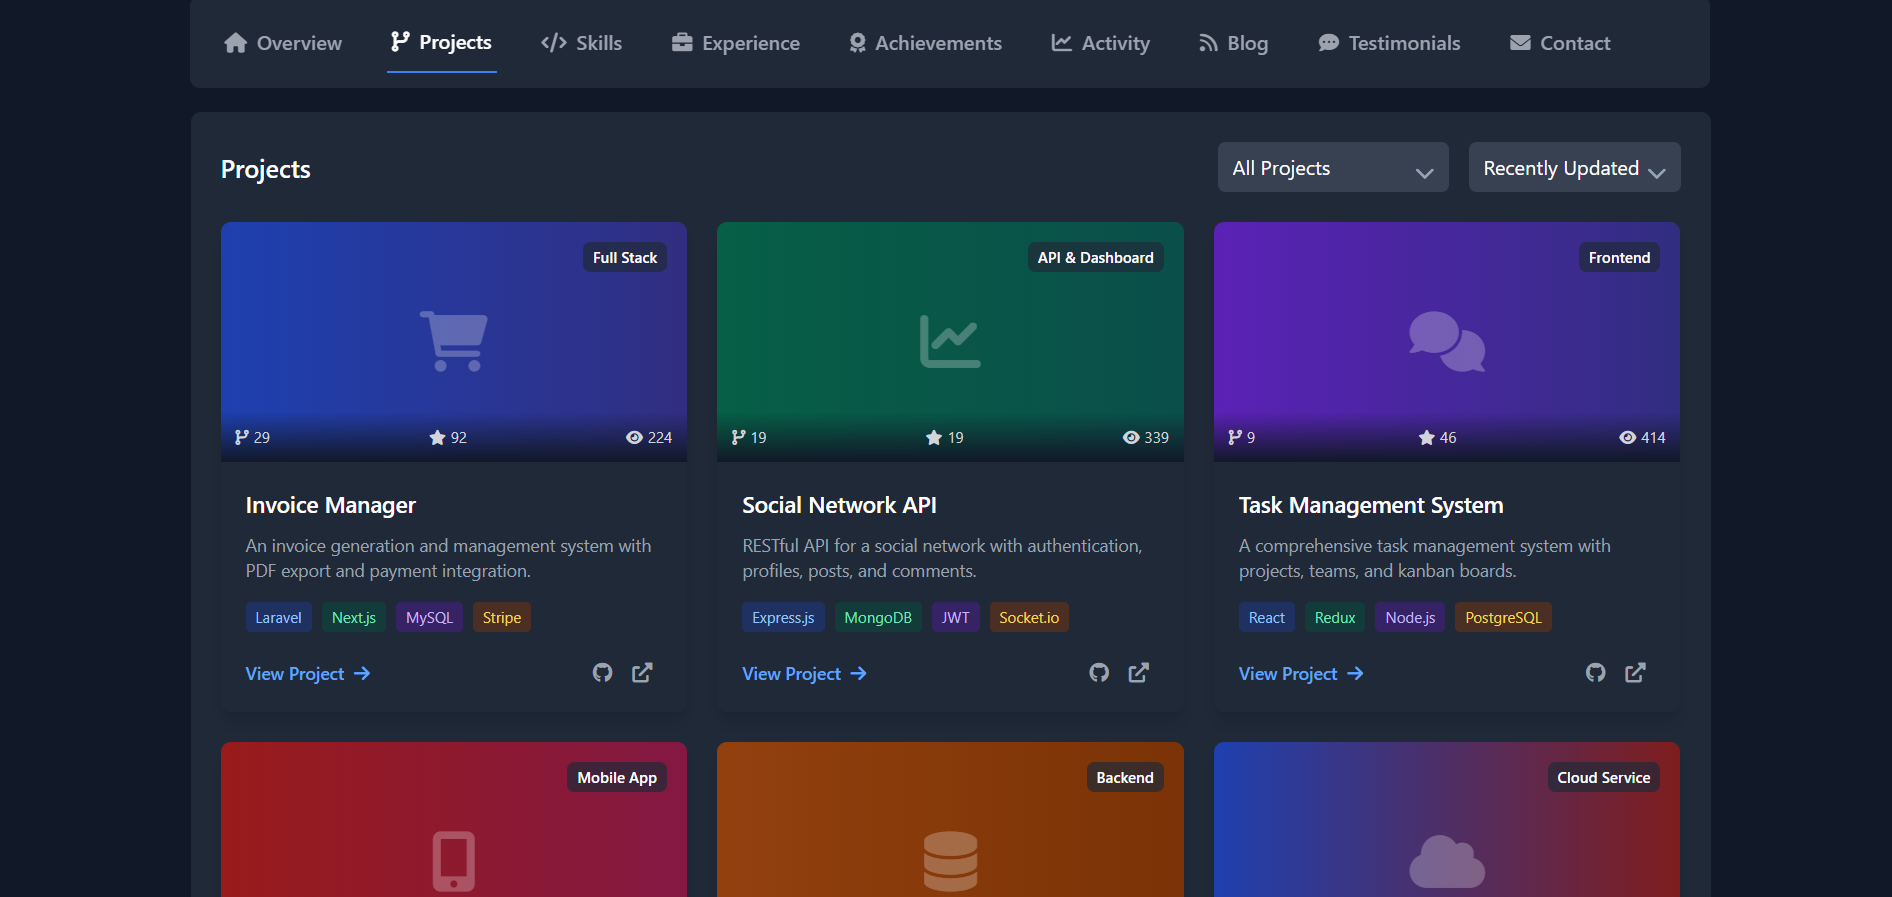 Overview Projects Skills Experience Achievements Activity Blog Testimonials Contact
Projects All Projects Recently Updated
Full Stack
29 92 224
Invoice Manager
An invoice generation and management system with
PDF export and payment integration.
Laravel Next.js MySQL Stripe
View Project
API & Dashboard
19 19 339
Social Network API
RESTful API for a social network with authentication,
profiles, posts, and comments.
Express.js MongoDB JWT Socket.io
View Project
Frontend
9 46 414
Task Management System
A comprehensive task management system with
projects, teams, and kanban boards.
React Redux Node.js PostgreSQL
View Project
Mobile App
Backend
Cloud Service